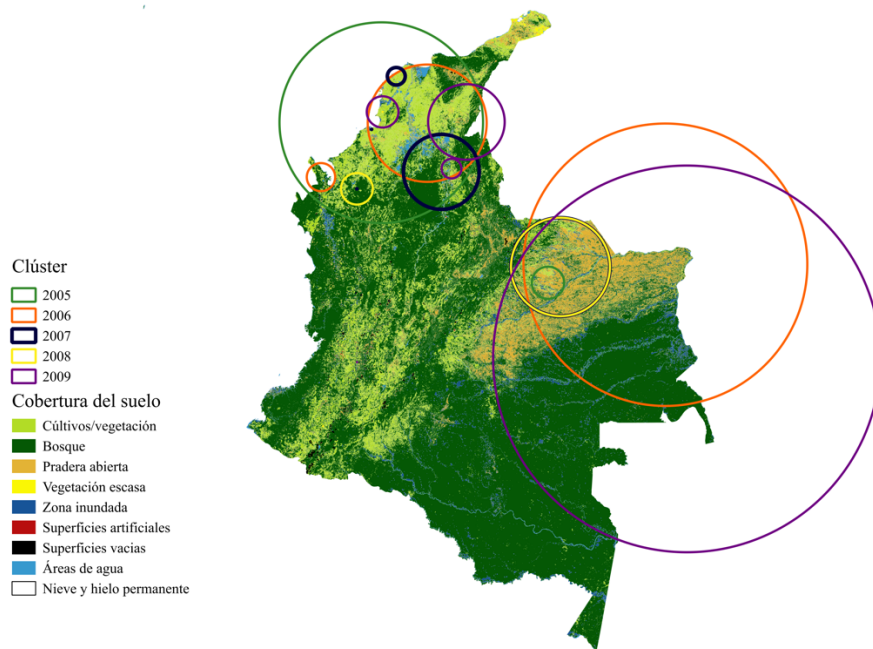 Clúster
2005
2006
2007
2008
2009
Cobertura del suelo
Cúltivos/vegetación
Bosque
Pradera abierta
Vegetación escasa
Zona inundada
Superficies artificiales
Superficies vacias
Áreas de agua
Nieve y hielo permanente